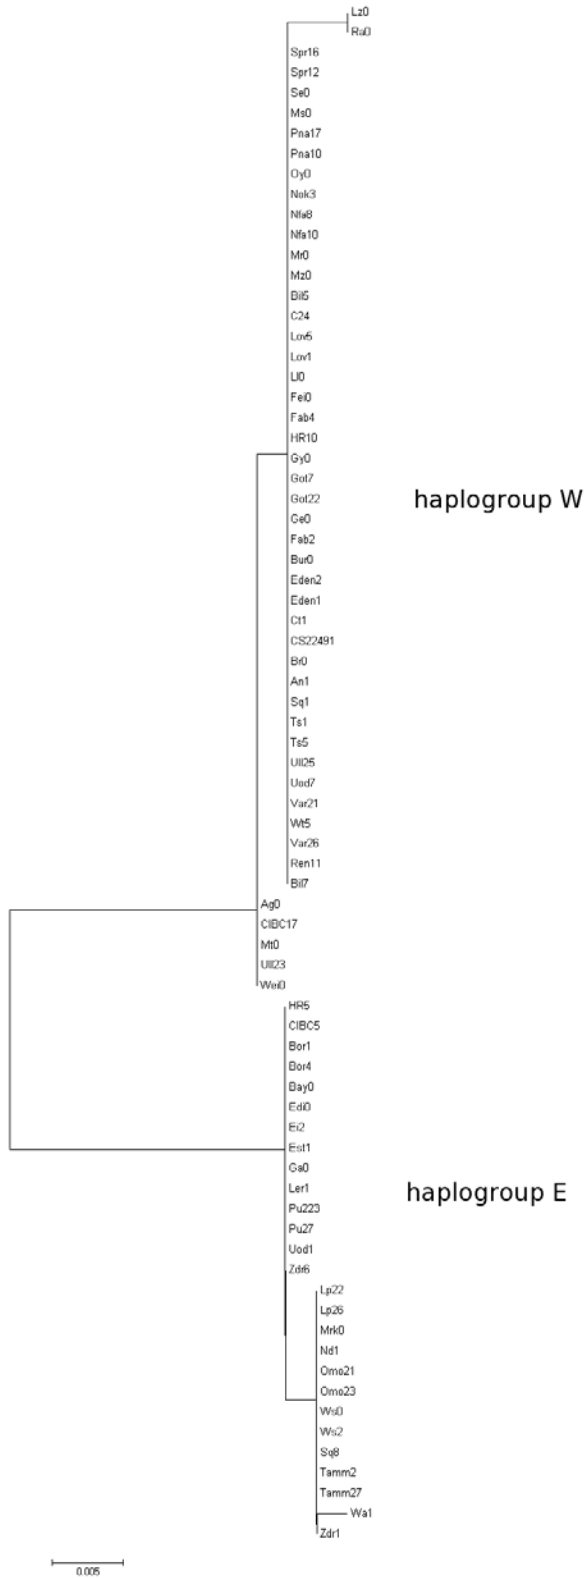 Lz0
Ra0
Spr16
Spr12
Se0
Ms0
Pna17
Pna10
Oy0
Nok3
Nfa8
Nfa10
Mr0
Mz0
Bil5
C24
Lov5
Lov1
Ll0
Fei0
Fab4
HR10
Gy0
Got7
haplogroup W
Got22
Ge0
Fab2
Bur0
Eden2
Eden1
Ct1
CS22491
Br0
An1
Sq1
Ts1
Ts5
Ull25
Uod7
Var21
Wt5
Var26
Ren11
Bil7
Ag0
CIBC17
Mt0
Ull23
Wei0
HR5
CIBC5
Bor1
Bor4
Bay0
Edi0
Ei2
Est1
Ga0
Ler1
haplogroup E
Pu223
Pu27
Uod1
Zdr6
Lp22
Lp26
Mrk0
Nd1
Omo21
Omo23
Ws0
Ws2
Sq8
Tamm2
Tamm27
Wa1
Zdr1
0.005